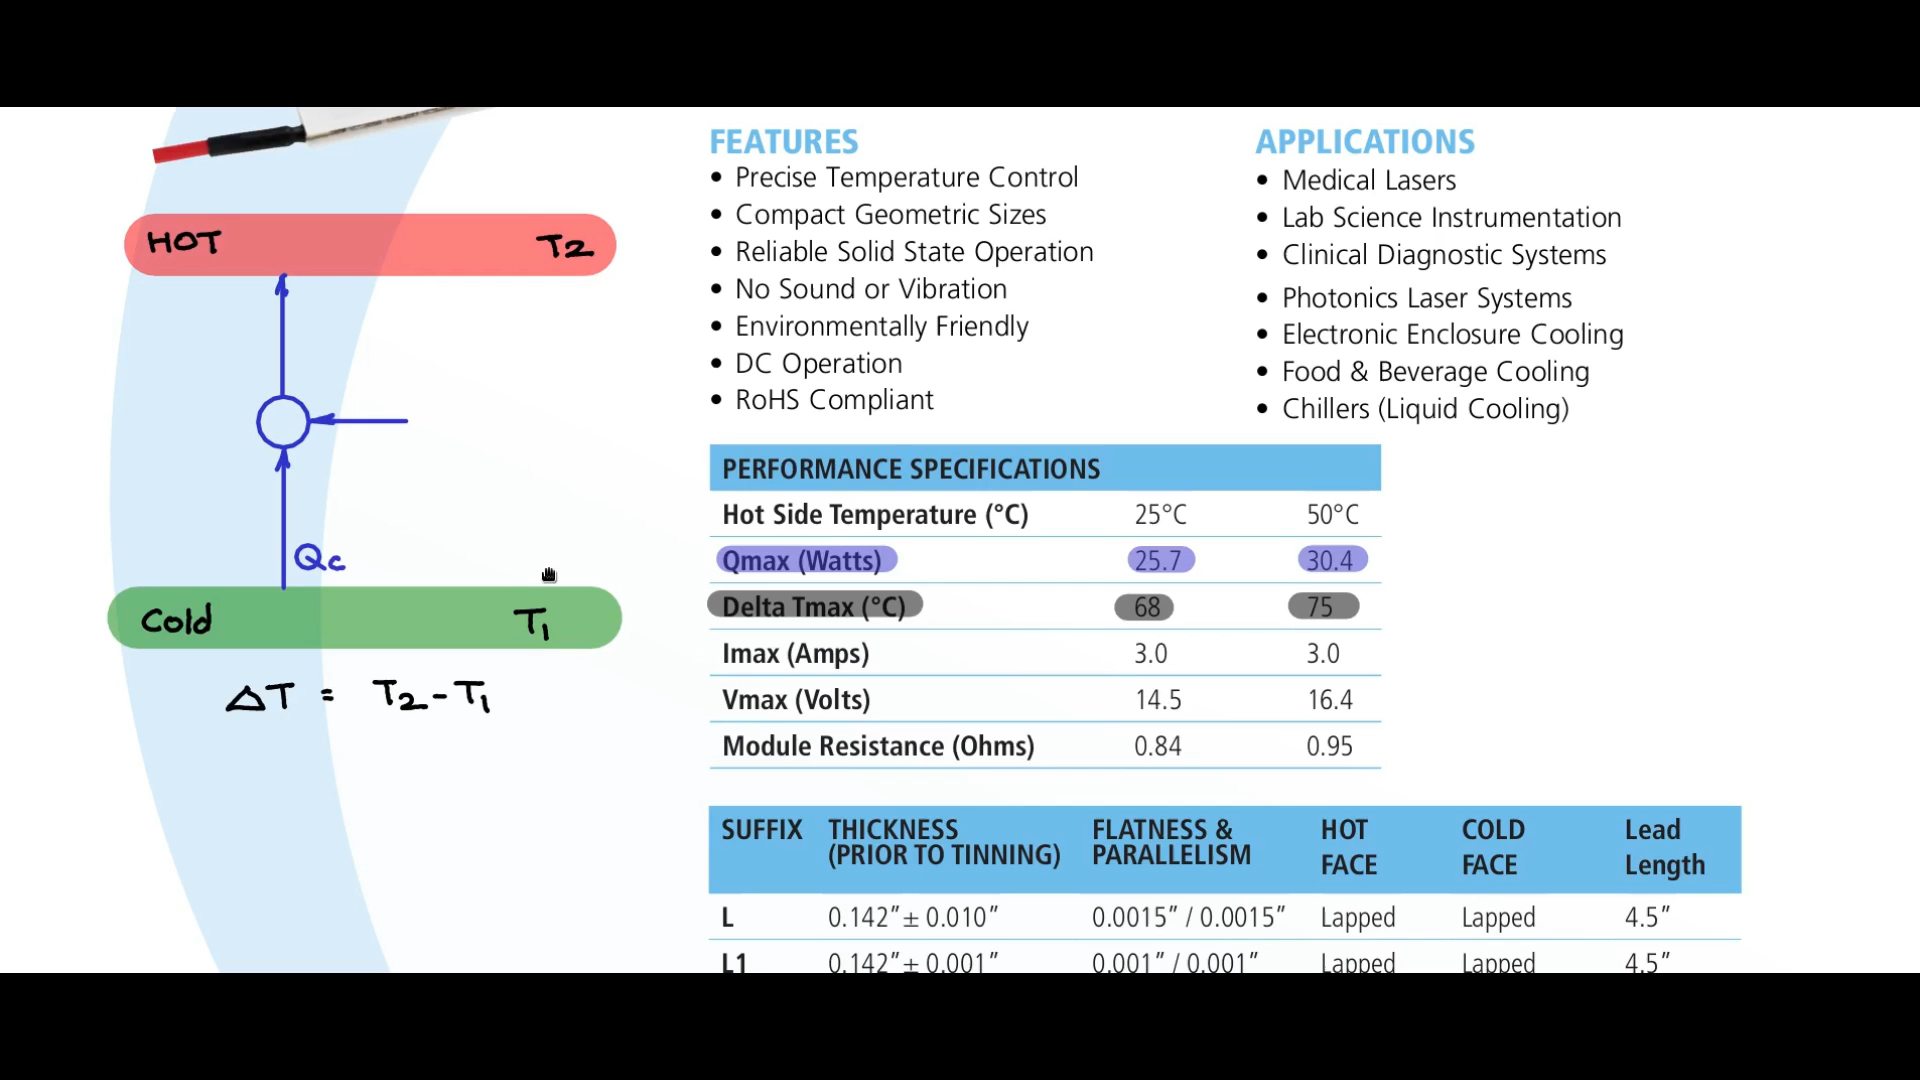 HOT T2
Qc
Cold T1
ΔT = T2-T1
FEATURES
• Precise Temperature Control
• Compact Geometric Sizes
• Reliable Solid State Operation
• No Sound or Vibration
• Environmentally Friendly
• DC Operation
• RoHS Compliant
APPLICATIONS
• Medical Lasers
• Lab Science Instrumentation
• Clinical Diagnostic Systems
• Photonics Laser Systems
• Electronic Enclosure Cooling
• Food & Beverage Cooling
• Chillers (Liquid Cooling)
PERFORMANCE SPECIFICATIONS
Hot Side Temperature (°C) 25°C 50°C
Qmax (Watts) 25.7 30.4
Delta Tmax (°C) 68 75
Imax (Amps) 3.0 3.0
Vmax (Volts) 14.5 16.4
Module Resistance (Ohms) 0.84 0.95
SUFFIX THICKNESS FLATNESS & HOT COLD Lead
(PRIOR TO TINNING) PARALLELISM FACE FACE Length
L 0.142”± 0.010” 0.0015” / 0.0015” Lapped Lapped 4.5”
L1 0.142”± 0.001” 0.001” / 0.001” Lapped Lapped 4.5”